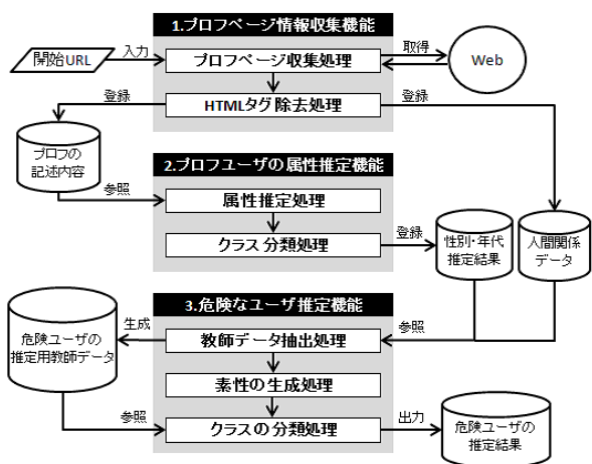 1.プロフページ情報収集機能
開始URL
入力
プロフページ収集処理
取得
Web
登録
HTMLタグ除去処理
登録
プロフの
記述内容
参照
2.プロフユーザの属性推定機能
属性推定処理
クラス分類処理
登録
性別・年代
推定結果
人間関係
データ
3.危険なユーザ推定機能
危険ユーザの
推定用教師データ
生成
教師データ抽出処理
参照
素性の生成処理
参照
クラスの分類処理
出力
危険ユーザの
推定結果